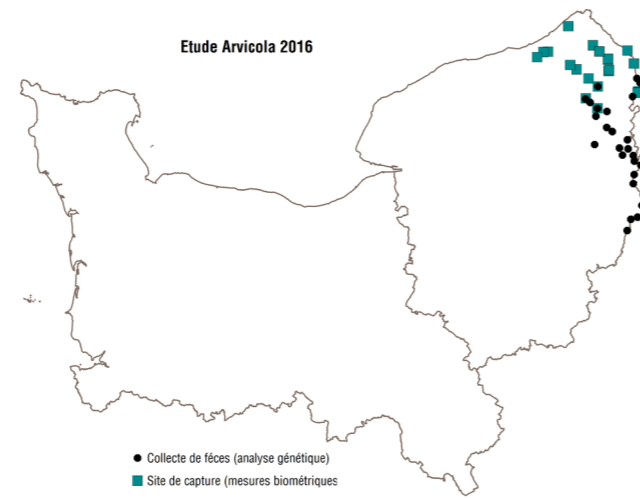 Etude Arvicola 2016
Collecte de féces (analyse génétique)
Site de capture (mesures biométriques